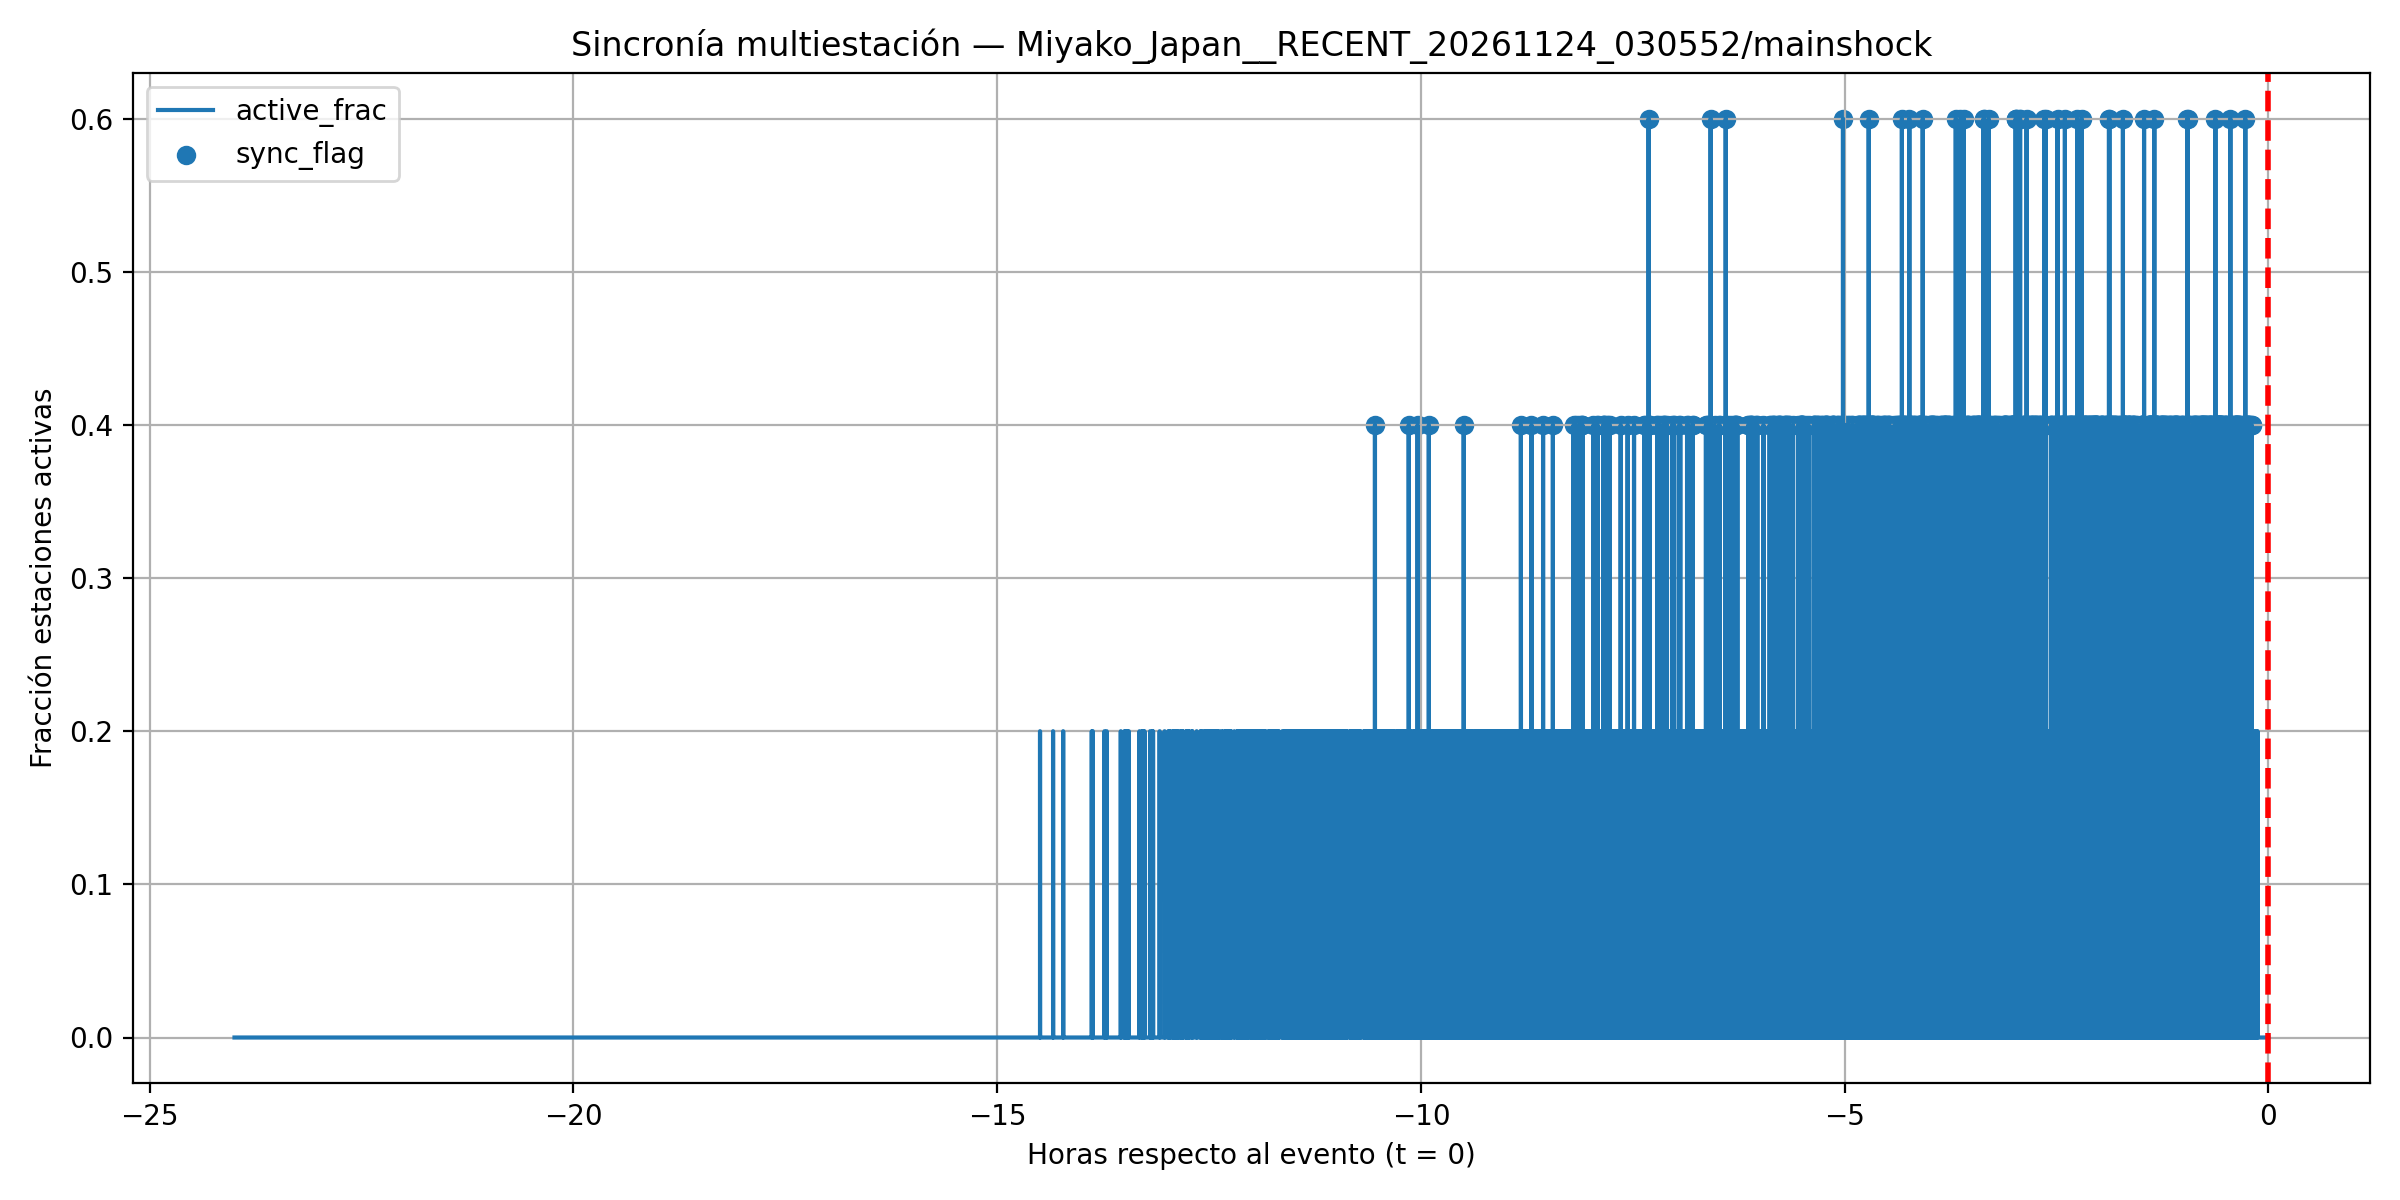 Sincronía multiestación — Miyako_Japan__RECENT_20261124_030552/mainshock
active_frac
sync_flag
Fracción estaciones activas
0.6
0.5
0.4
0.3
0.2
0.1
0.0
−25
−20
−15
−10
−5
0
Horas respecto al evento (t = 0)